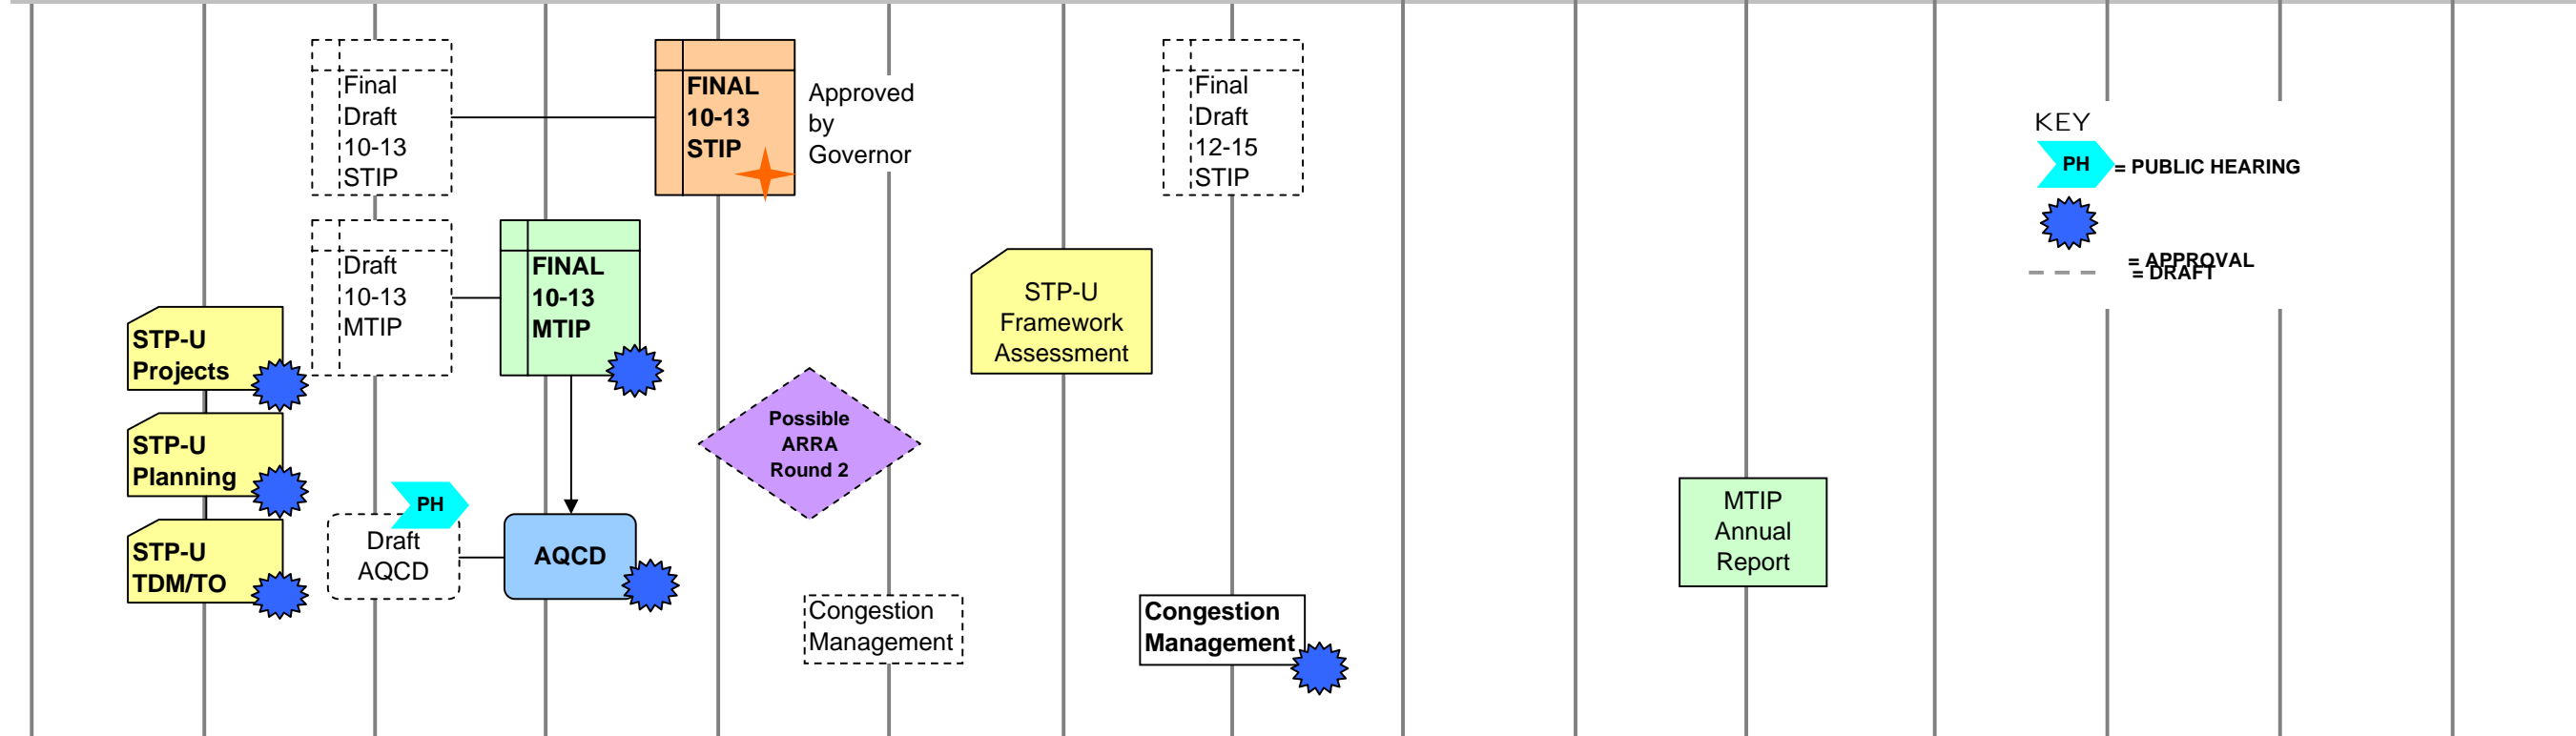 Final
Draft
10-13
STIP
FINAL
10-13
STIP
Approved
by
Governor
Final
Draft
12-15
STIP
KEY
PH
= PUBLIC HEARING
= APPROVAL
= DRAFT
Draft
10-13
MTIP
FINAL
10-13
MTIP
STP-U
Framework
Assessment
STP-U
Projects
STP-U
Planning
STP-U
TDM/TO
Possible
ARRA
Round 2
PH
Draft
AQCD
AQCD
MTIP
Annual
Report
Congestion
Management
Congestion
Management